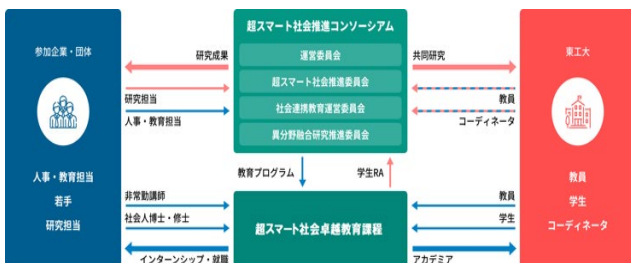 超スマート社会推進コンソーシアム
運営委員会
超スマート社会推進委員会
社会連携教育運営委員会
異分野融合研究推進委員会
参加企業・団体
人事・教育担当
若手
研究担当
研究成果
研究担当
人事・教育担当
共同研究
教員
コーディネータ
東工大
教員
学生
コーディネータ
教育プログラム
学生RA
非常勤講師
社会人博士・修士
インターンシップ・就職
超スマート社会卓越教育課程
教員
学生
アカデミア